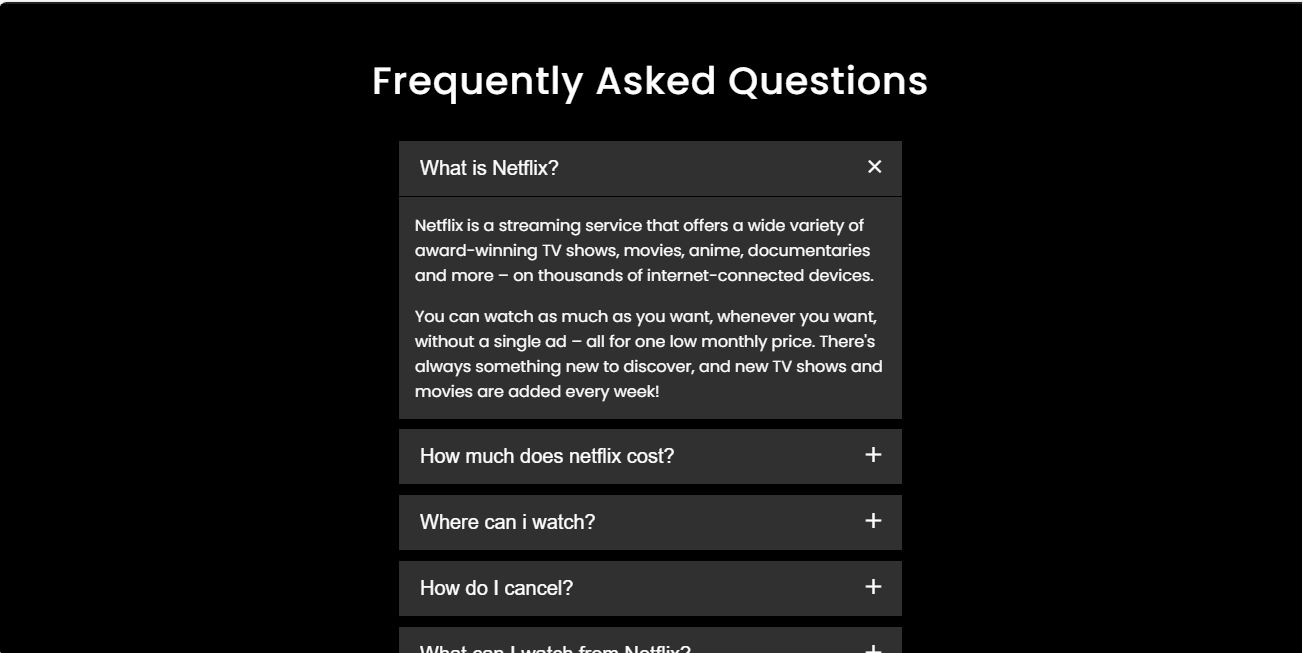 Frequently Asked Questions
What is Netflix?
Netflix is a streaming service that offers a wide variety of
award-winning TV shows, movies, anime, documentaries
and more – on thousands of internet-connected devices.
You can watch as much as you want, whenever you want,
without a single ad – all for one low monthly price. There's
always something new to discover, and new TV shows and
movies are added every week!
How much does netflix cost?
Where can i watch?
How do I cancel?
What can I watch from Netflix?